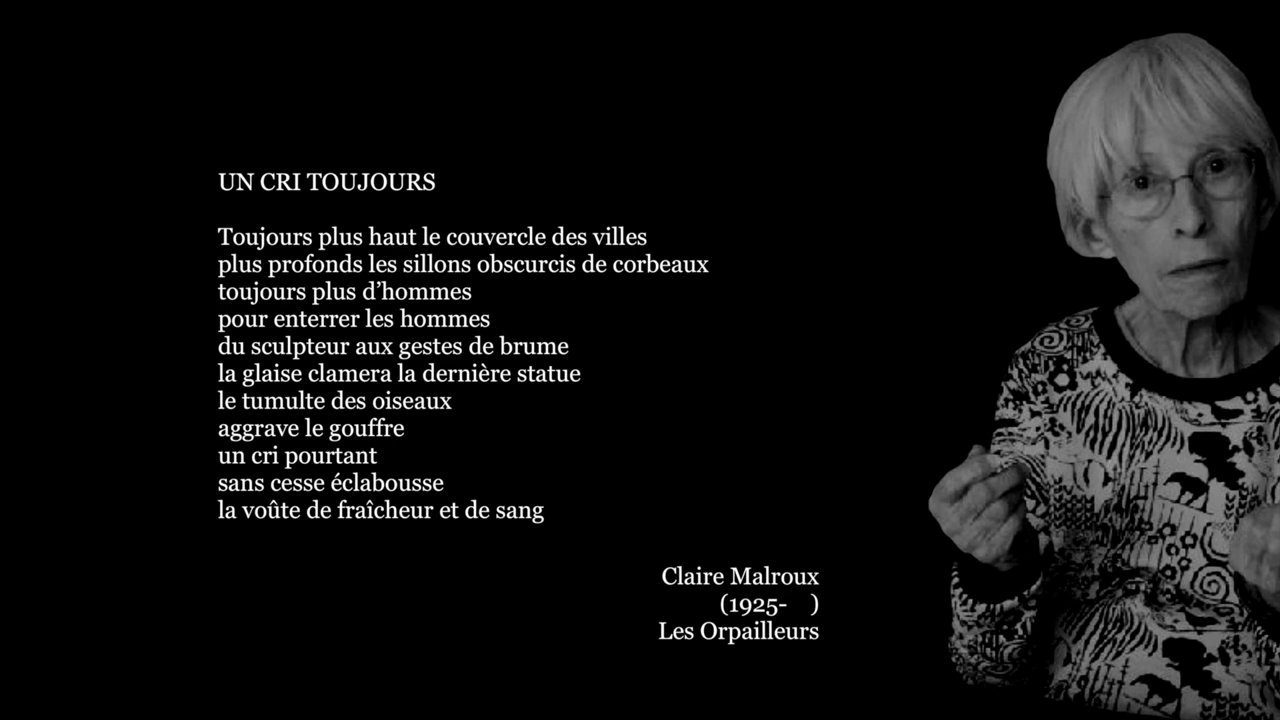 UN CRI TOUJOURS
Toujours plus haut le couvercle des villes
plus profonds les sillons obscurcis de corbeaux
toujours plus d’hommes
pour enterrer les hommes
du sculpteur aux gestes de brume
la glaise clamera la dernière statue
le tumulte des oiseaux
aggrave le gouffre
un cri pourtant
sans cesse éclabousse
la voûte de fraîcheur et de sang
Claire Malroux
(1925-    )
Les Orpailleurs